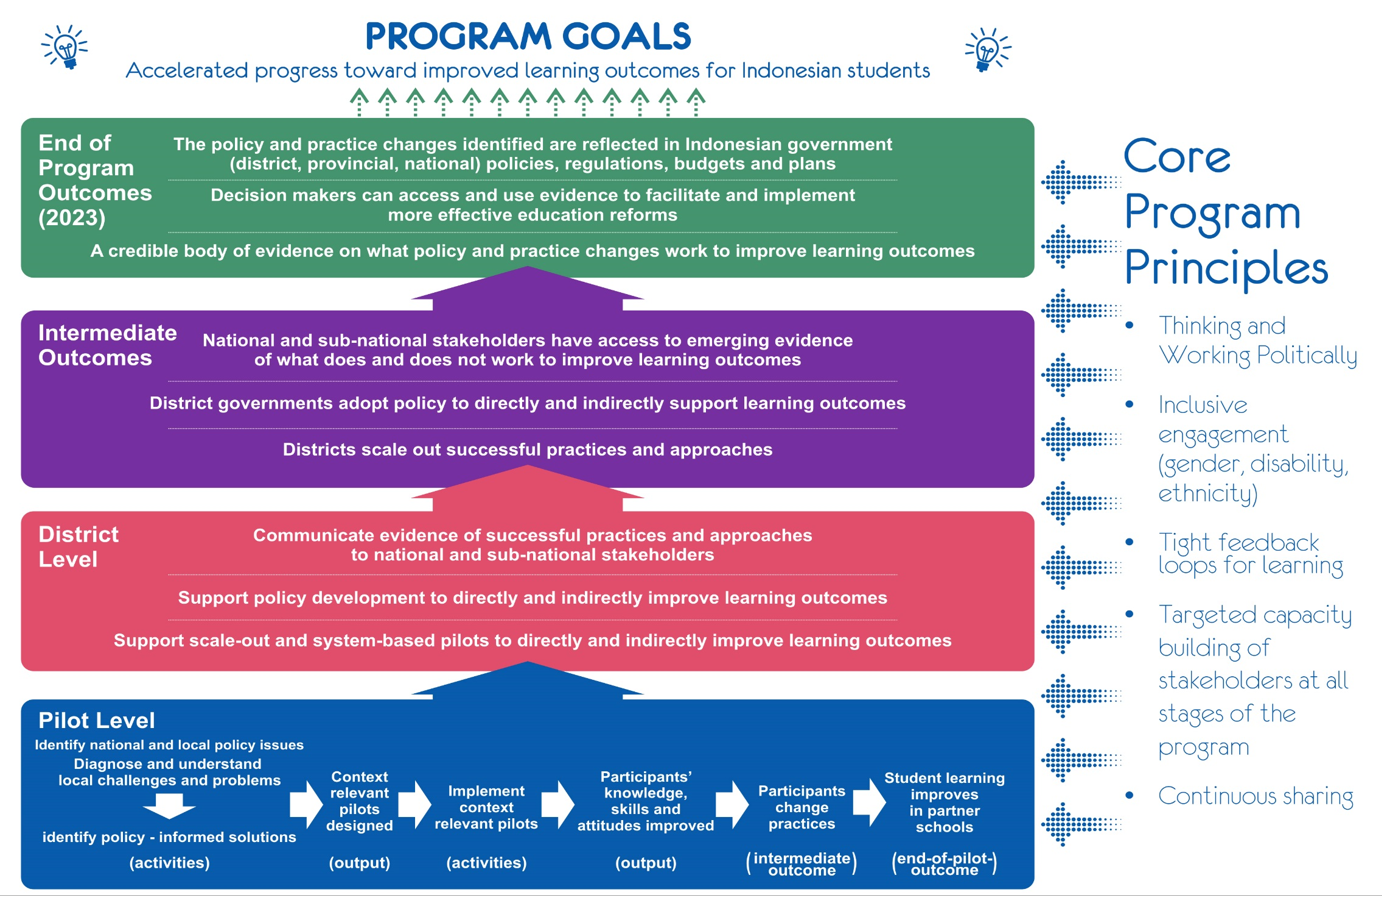 PROGRAM GOALS
Accelerated progress toward improved learning outcomes for Indonesian students
End of
Program
Outcomes
(2023)
The policy and practice changes identified are reflected in Indonesian government
(district, provincial, national) policies, regulations, budgets and plans
Decision makers can access and use evidence to facilitate and implement
more effective education reforms
A credible body of evidence on what policy and practice changes work to improve learning outcomes
Intermediate
Outcomes
National and sub-national stakeholders have access to emerging evidence
of what does and does not work to improve learning outcomes
District governments adopt policy to directly and indirectly support learning outcomes
Districts scale out successful practices and approaches
District
Level
Communicate evidence of successful practices and approaches
to national and sub-national stakeholders
Support policy development to directly and indirectly improve learning outcomes
Support scale-out and system-based pilots to directly and indirectly improve learning outcomes
Pilot Level
Identify national and local policy issues
Diagnose and understand
local challenges and problems
identify policy - informed solutions
(activities)
Context
relevant
pilots
designed
(output)
Implement
context
relevant pilots
(activities)
Participants’
knowledge,
skills and
attitudes improved
(output)
Participants
change
practices
(intermediate
outcome)
Student learning
improves
in partner
schools
(end-of-pilot-
outcome)
Core
Program
Principles
• Thinking and
Working Politically
• Inclusive
engagement
(gender, disability,
ethnicity)
• Tight feedback
loops for learning
• Targeted capacity
building of
stakeholders at all
stages of the
program
• Continuous sharing